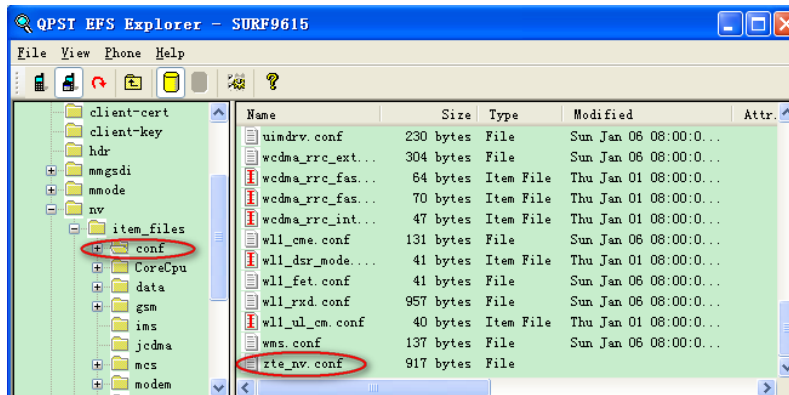 QPST EFS Explorer - SURF9615
File View Phone Help
client-cert
client-key
hdr
mmgsdi
mmode
nv
item_files
conf
CoreCpu
data
gsm
ims
jcdma
mcs
modem
Name Size Type Modified Attr.
uimdrv.conf 230 bytes File Sun Jan 06 08:00:0...
wcdma_rrc_ext... 304 bytes File Sun Jan 06 08:00:0...
wcdma_rrc_fas... 64 bytes Item File Thu Jan 01 08:00:0...
wcdma_rrc_fas... 70 bytes Item File Thu Jan 01 08:00:0...
wcdma_rrc_int... 47 bytes Item File Thu Jan 01 08:00:0...
wl1_cme.conf 131 bytes File Sun Jan 06 08:00:0...
wl1_dsr_mode.... 41 bytes Item File Thu Jan 01 08:00:0...
wl1_fet.conf 41 bytes File Sun Jan 06 08:00:0...
wl1_rxd.conf 957 bytes File Sun Jan 06 08:00:0...
wl1_ul_cm.conf 40 bytes Item File Thu Jan 01 08:00:0...
wms.conf 137 bytes File Sun Jan 06 08:00:0...
zte_nv.conf 917 bytes File